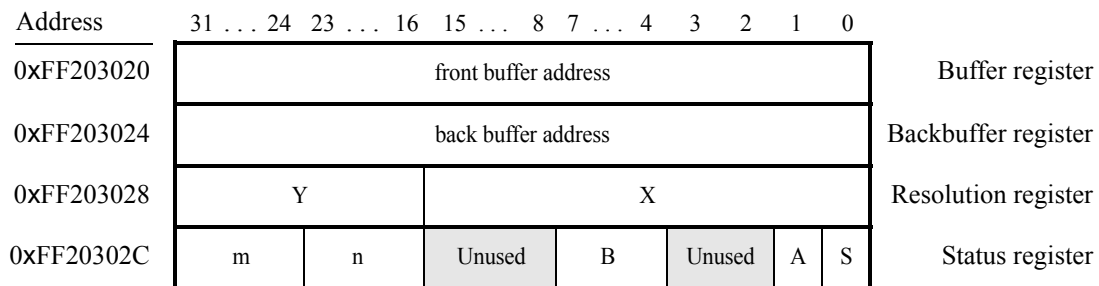 Address 31 . . . 24 23 . . . 16 15 . . . 8 7 . . . 4 3 2 1 0
0xFF203020 front buffer address Buffer register
0xFF203024 back buffer address Backbuffer register
0xFF203028 Y X Resolution register
0xFF20302C m n Unused B Unused A S Status register